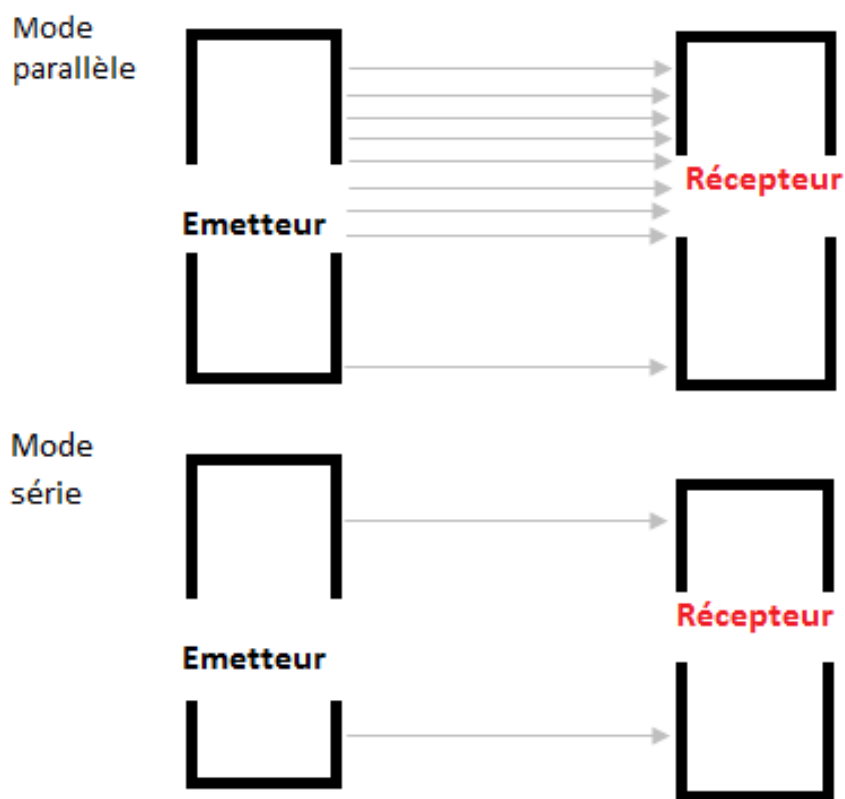 Mode
parallèle
Récepteur
Emetteur
Mode
série
Récepteur
Emetteur